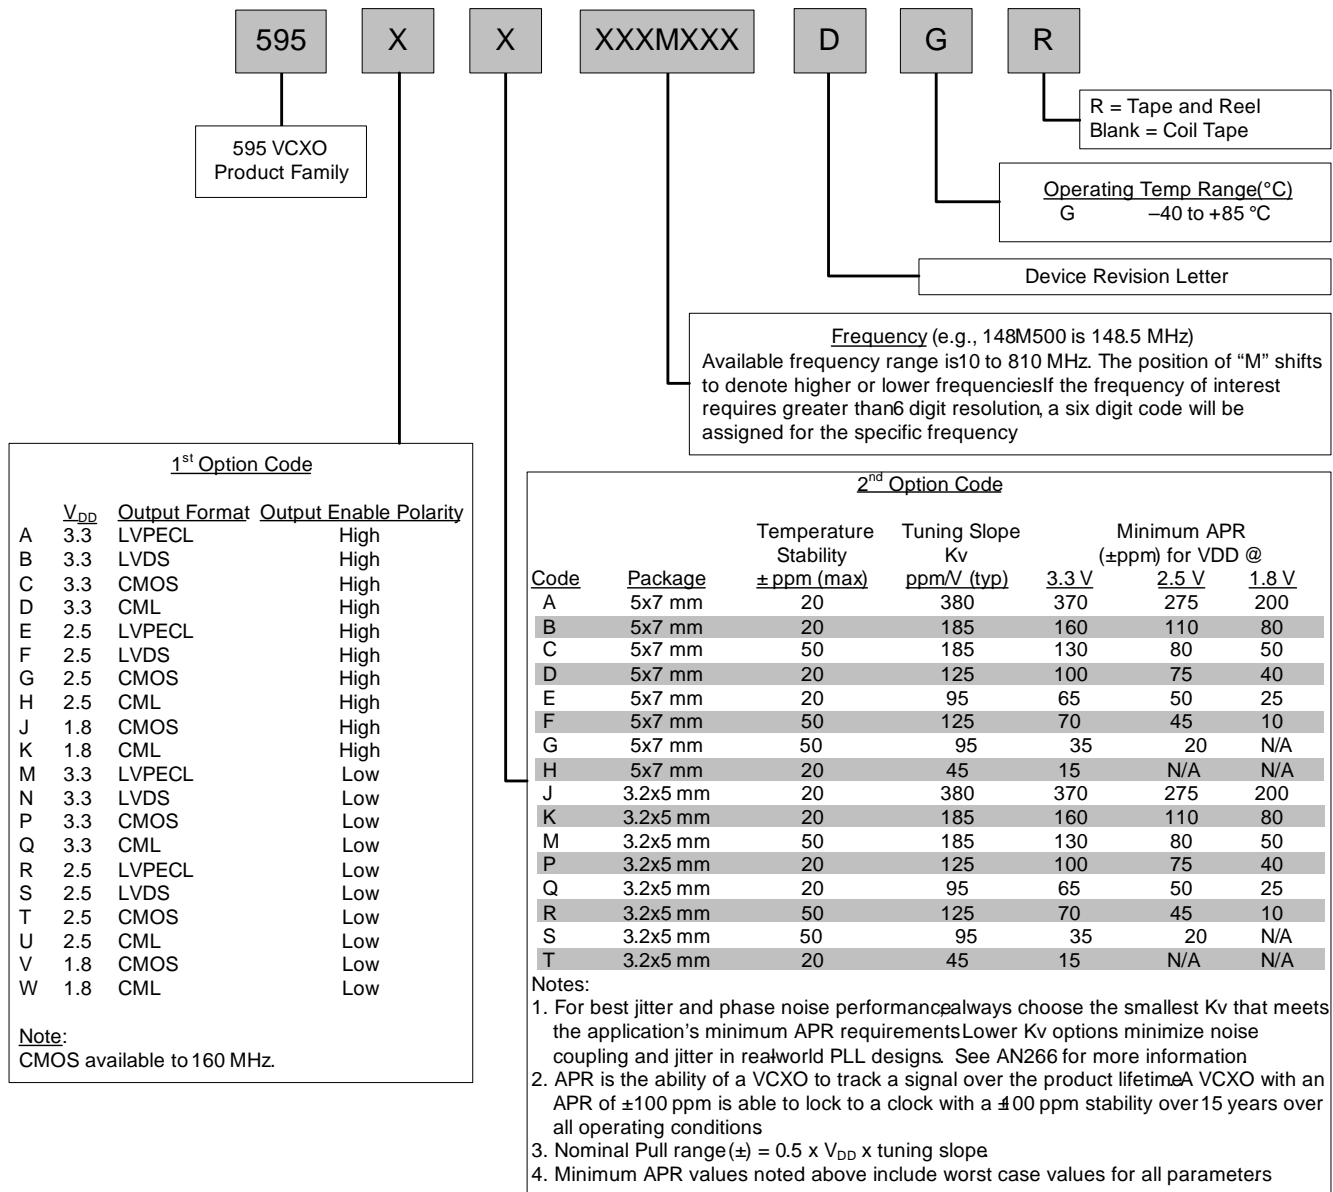 595 X X XXXMXXX D G R
R = Tape and Reel
Blank = Coil Tape
595 VCXO
Product Family
Operating Temp Range(°C)
G –40 to +85 °C
Device Revision Letter
Frequency (e.g., 148M500 is 148.5 MHz)
Available frequency range is10 to 810 MHz. The position of “M” shifts
to denote higher or lower frequenciesIf the frequency of interest
requires greater than6 digit resolution, a six digit code will be
assigned for the specific frequency
1st Option Code
VDD Output Format Output Enable Polarity
A 3.3 LVPECL High
B 3.3 LVDS High
C 3.3 CMOS High
D 3.3 CML High
E 2.5 LVPECL High
F 2.5 LVDS High
G 2.5 CMOS High
H 2.5 CML High
J 1.8 CMOS High
K 1.8 CML High
M 3.3 LVPECL Low
N 3.3 LVDS Low
P 3.3 CMOS Low
Q 3.3 CML Low
R 2.5 LVPECL Low
S 2.5 LVDS Low
T 2.5 CMOS Low
U 2.5 CML Low
V 1.8 CMOS Low
W 1.8 CML Low
Note:
CMOS available to 160 MHz.
2nd Option Code
Temperature Tuning Slope Minimum APR
Stability Kv (±ppm) for VDD @
Code Package ± ppm (max) ppm/V (typ) 3.3 V 2.5 V 1.8 V
A 5x7 mm 20 380 370 275 200
B 5x7 mm 20 185 160 110 80
C 5x7 mm 50 185 130 80 50
D 5x7 mm 20 125 100 75 40
E 5x7 mm 20 95 65 50 25
F 5x7 mm 50 125 70 45 10
G 5x7 mm 50 95 35 20 N/A
H 5x7 mm 20 45 15 N/A N/A
J 3.2x5 mm 20 380 370 275 200
K 3.2x5 mm 20 185 160 110 80
M 3.2x5 mm 50 185 130 80 50
P 3.2x5 mm 20 125 100 75 40
Q 3.2x5 mm 20 95 65 50 25
R 3.2x5 mm 50 125 70 45 10
S 3.2x5 mm 50 95 35 20 N/A
T 3.2x5 mm 20 45 15 N/A N/A
Notes:
1. For best jitter and phase noise performance,always choose the smallest Kv that meets
the application’s minimum APR requirementsLower Kv options minimize noise
coupling and jitter in real-world PLL designs. See AN266 for more information
2. APR is the ability of a VCXO to track a signal over the product lifetime.A VCXO with an
APR of ±100 ppm is able to lock to a clock with a ±100 ppm stability over 15 years over
all operating conditions
3. Nominal Pull range (±) = 0.5 x VDD x tuning slope.
4. Minimum APR values noted above include worst case values for all parameters